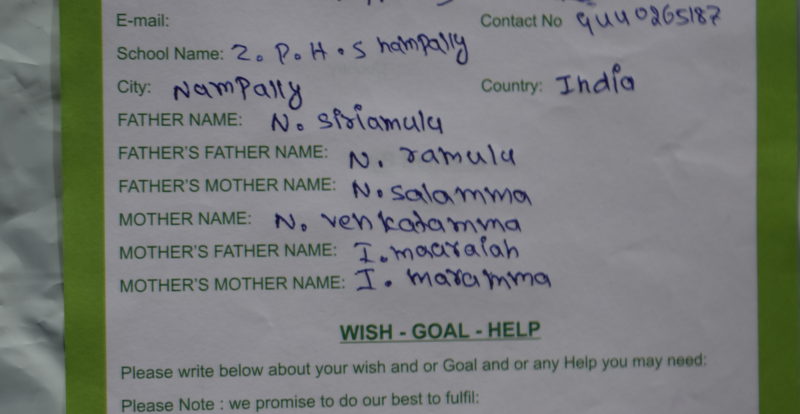 E-mail: Contact No 9440265187
School Name: Z. P. H. S nampally
City: Nampally Country: India
FATHER NAME: N. siriamulu
FATHER'S FATHER NAME: N. ramulu
FATHER'S MOTHER NAME: N. salamma
MOTHER NAME: N. venkatamma
MOTHER'S FATHER NAME: I. maaraiah
MOTHER'S MOTHER NAME: I. maramma
WISH - GOAL - HELP
Please write below about your wish and or Goal and or any Help you may need:
Please Note : we promise to do our best to fulfil: